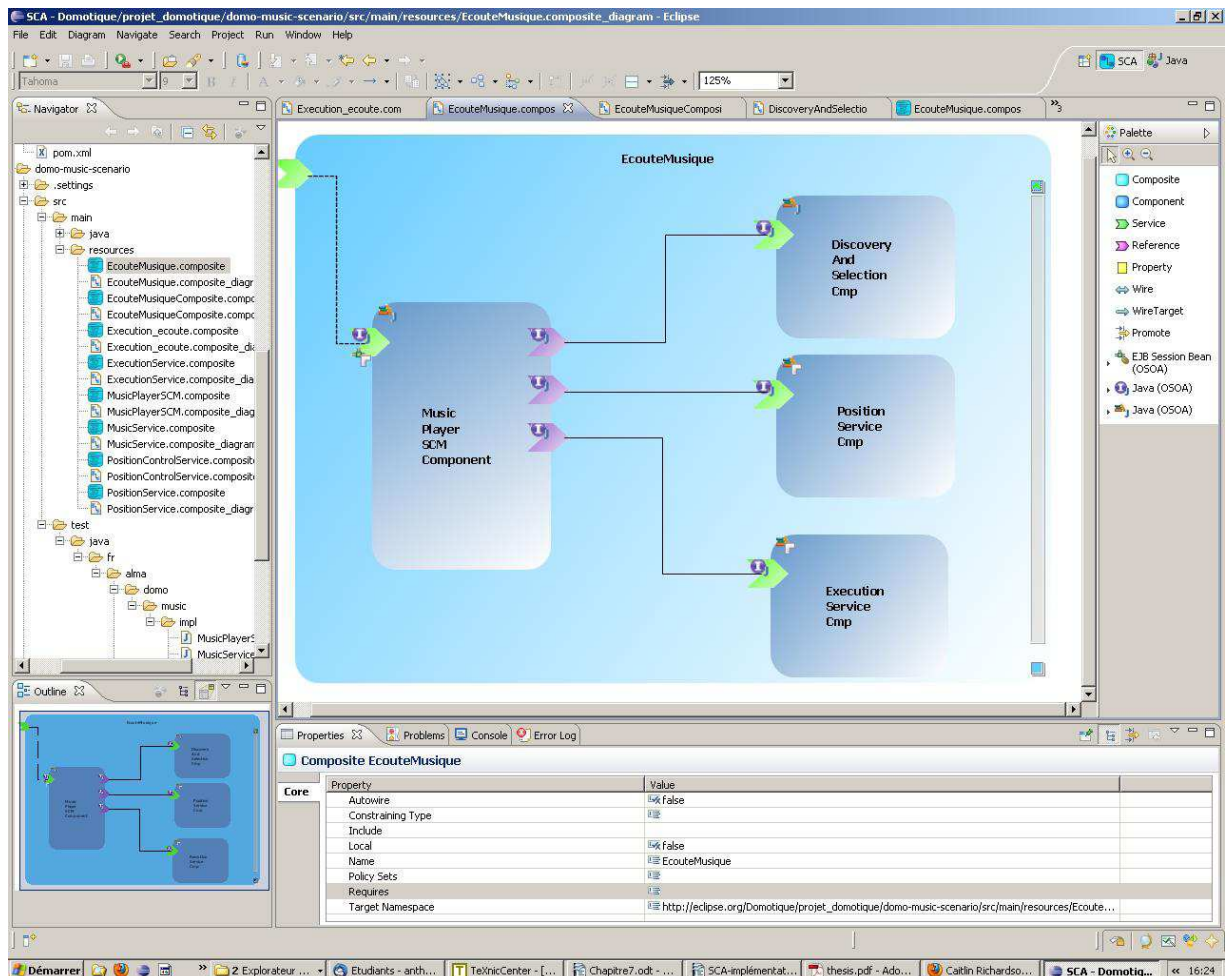 SCA - Domotique/projet_domotique/domo-music-scenario/src/main/resources/EcouteMusique.composite_diagram - Eclipse
File Edit Diagram Navigate Search Project Run Window Help
SCA Java
Tahoma 9 B I A 125%
Navigator
Execution_ecoute.com EcouteMusique.compos EcouteMusiqueComposi DiscoveryAndSelectio EcouteMusique.compos »3
pom.xml
domo-music-scenario
.settings
src
main
java
resources
EcouteMusique.composite
EcouteMusique.composite_diagr
EcouteMusiqueComposite.compo
EcouteMusiqueComposite.compo
Execution_ecoute.composite
Execution_ecoute.composite_dia
ExecutionService.composite
ExecutionService.composite_dia
MusicPlayerSCM.composite
MusicPlayerSCM.composite_diag
MusicService.composite
MusicService.composite_diagram
PositionControlService.composit
PositionControlService.composit
PositionService.composite
PositionService.composite_diagr
test
java
fr
alma
domo
music
impl
MusicPlayerS
MusicService
EcouteMusique
Discovery
And
Selection
Cmp
Music
Player
SCM
Component
Position
Service
Cmp
Execution
Service
Cmp
Palette
Composite
Component
Service
Reference
Property
Wire
WireTarget
Promote
EJB Session Bean
(OSOA)
Java (OSOA)
Java (OSOA)
Outline
Properties Problems Console Error Log
Composite EcouteMusique
Core
Property Value
Autowire false
Constraining Type
Include
Local false
Name EcouteMusique
Policy Sets
Requires
Target Namespace http://eclipse.org/Domotique/projet_domotique/domo-music-scenario/src/main/resources/Ecoute...
Démarrer » 2 Explorateur ... Etudiants - anth... TeXnicCenter - [... Chapitre7.odt - ... SCA-implémentat... thesis.pdf - Ado... Caitlin Richardso... SCA - Domotiq... « 16:24